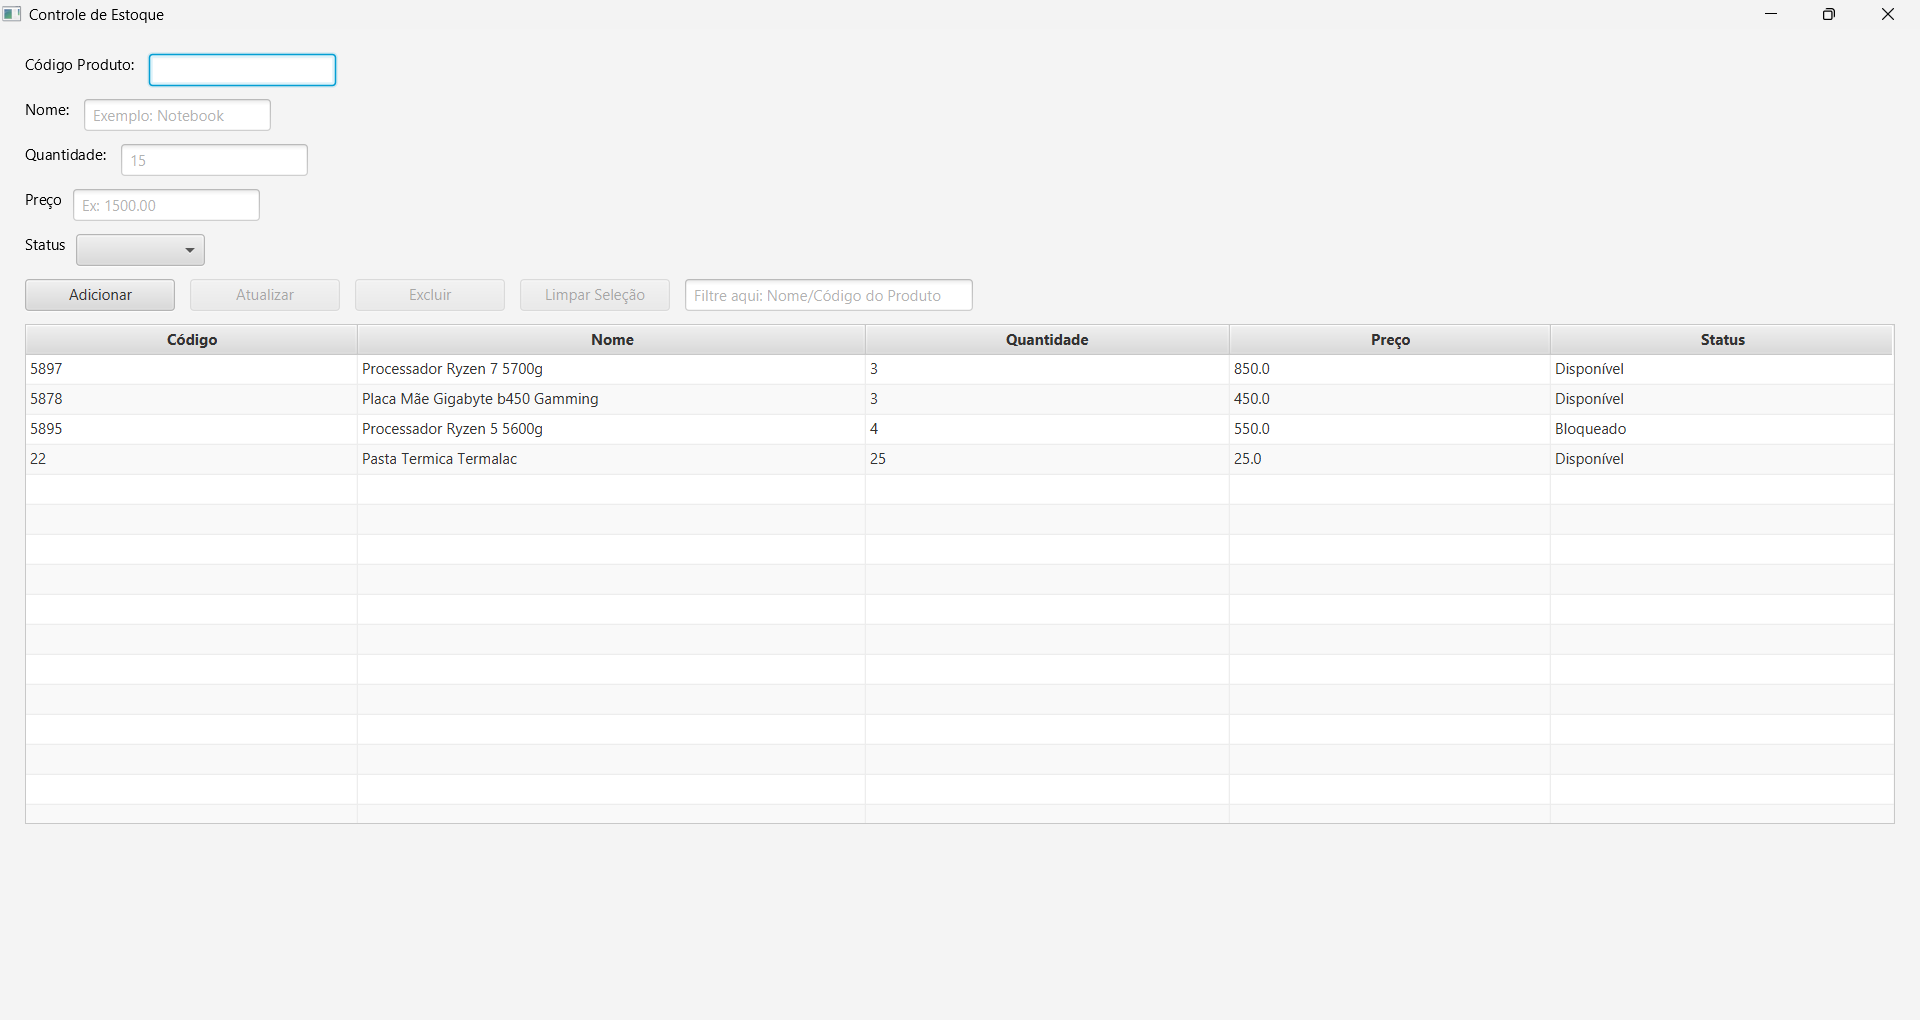 Controle de Estoque
Código Produto:
Nome: Exemplo: Notebook
Quantidade: 15
Preço Ex: 1500.00
Status
Adicionar Atualizar Excluir Limpar Seleção Filtre aqui: Nome/Código do Produto
Código Nome Quantidade Preço Status
5897 Processador Ryzen 7 5700g 3 850.0 Disponível
5878 Placa Mãe Gigabyte b450 Gamming 3 450.0 Disponível
5895 Processador Ryzen 5 5600g 4 550.0 Bloqueado
22 Pasta Termica Termalac 25 25.0 Disponível